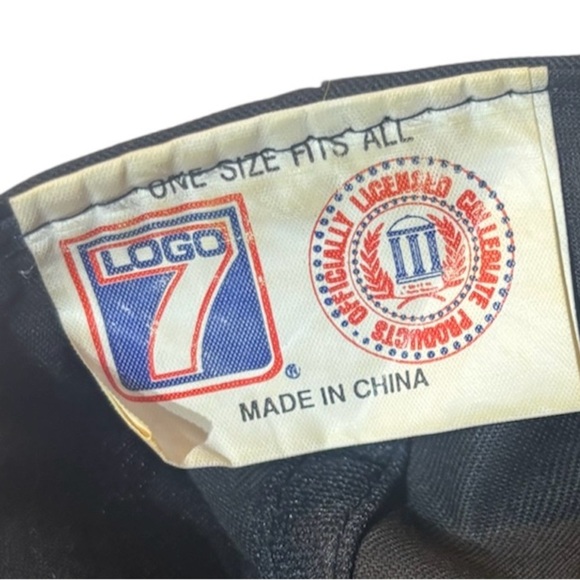 ONE SIZE FITS ALL
LOGO
7
®
OFFICIALLY LICENSED COLLEGIATE PRODUCTS
MADE IN CHINA